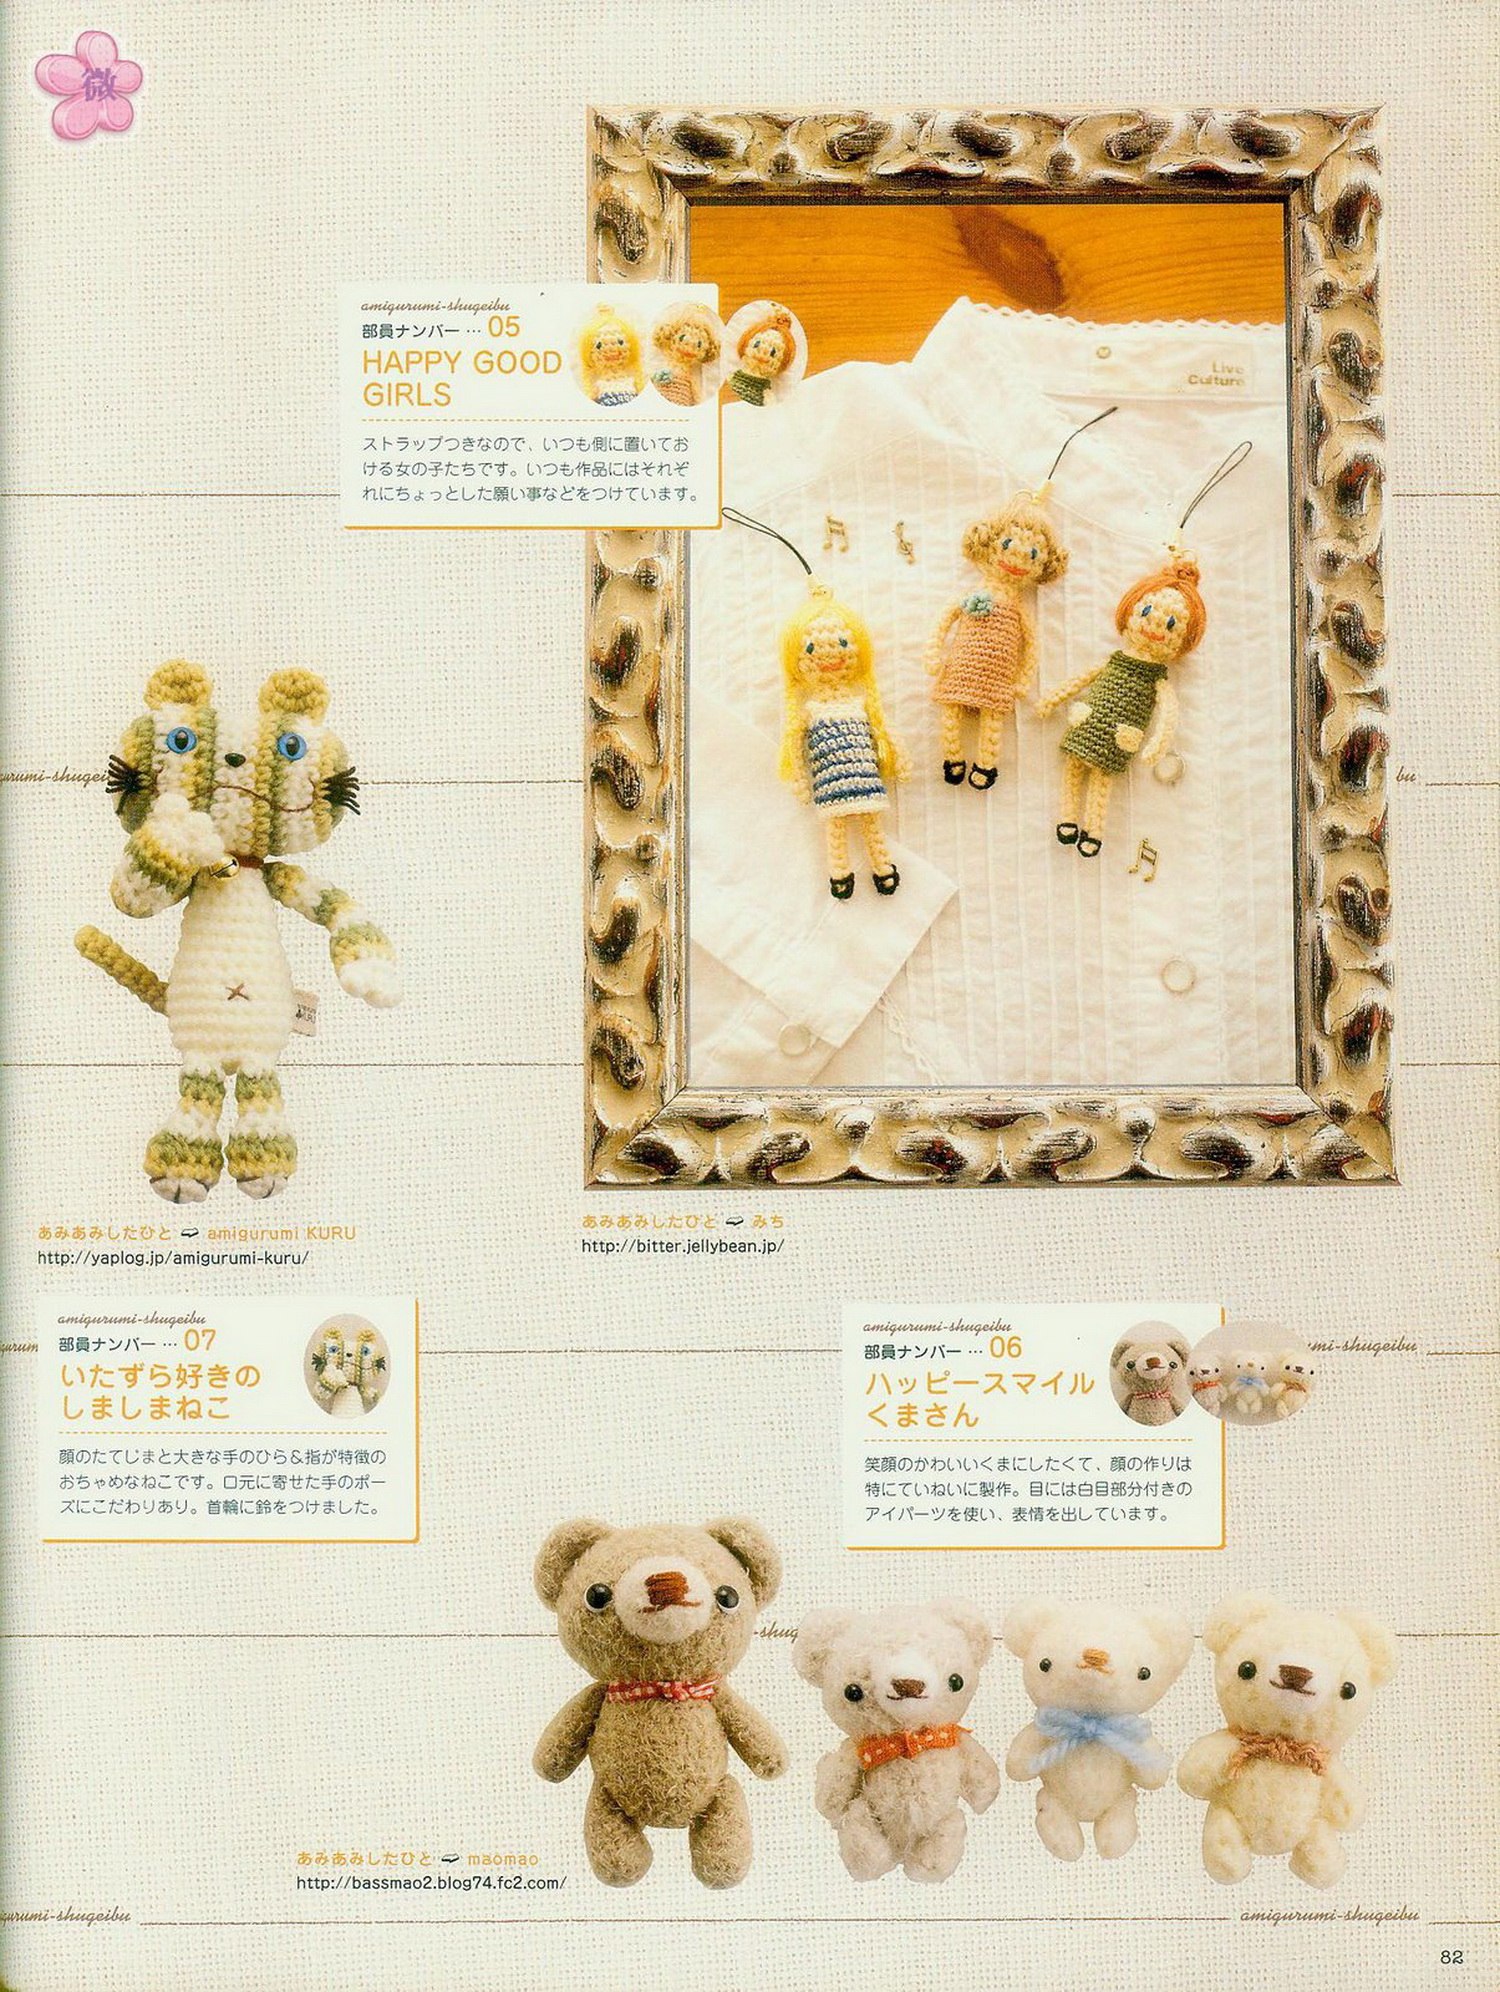 微
amigurumi-shugeibu
部員ナンバー … 05
HAPPY GOOD
GIRLS
ストラップつきなので、いつも側に置いてお
ける女の子たちです。いつも作品にはそれぞ
れにちょっとした願い事などをつけています。
Live
Culture
urumi-shugei
bu
あみあみしたひと ➪ amigurumi KURU
http://yaplog.jp/amigurumi-kuru/
あみあみしたひと ➪ みち
http://bitter.jellybean.jp/
amigurumi-shugeibu
部員ナンバー … 07
いたずら好きの
しましまねこ
顔のたてじまと大きな手のひら＆指が特徴の
おちゃめなねこです。口元に寄せた手のポー
ズにこだわりあり。首輪に鈴をつけました。
gurum
amigurumi-shugeibu
部員ナンバー … 06
ハッピースマイル
くまさん
笑顔のかわいいくまにしたくて、顔の作りは
特にていねいに製作。目には白目部分付きの
アイパーツを使い、表情を出しています。
mi-shugeibu
-shug
あみあみしたひと ➪ maomao
http://bassmao2.blog74.fc2.com/
gurumi-shugeibu
amigurumi-shugeibu
82